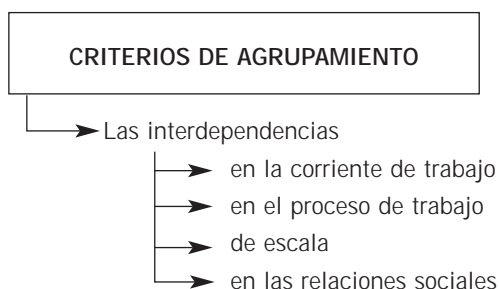 CRITERIOS DE AGRUPAMIENTO
Las interdependencias
en la corriente de trabajo
en el proceso de trabajo
de escala
en las relaciones sociales